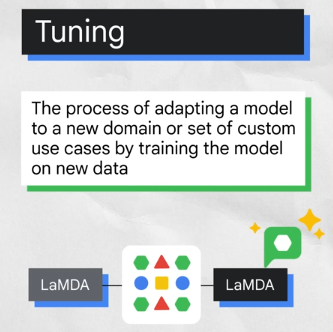 Tuning
The process of adapting a model
to a new domain or set of custom
use cases by training the model
on new data
LaMDA
LaMDA